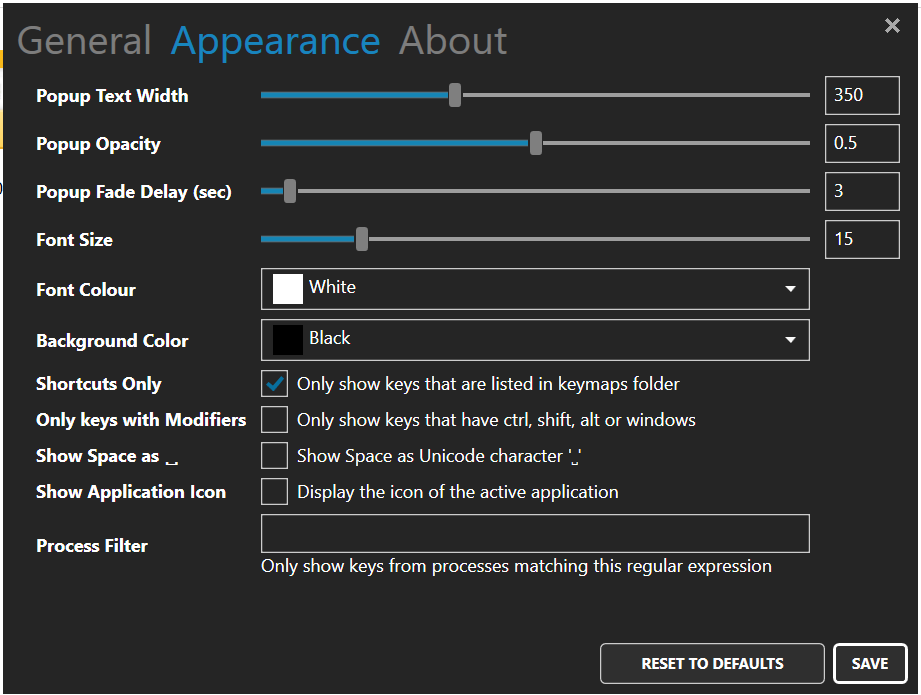 General Appearance About
Popup Text Width 350
Popup Opacity 0.5
Popup Fade Delay (sec) 3
Font Size 15
Font Colour White
Background Color Black
Shortcuts Only Only show keys that are listed in keymaps folder
Only keys with Modifiers Only show keys that have ctrl, shift, alt or windows
Show Space as ␣ Show Space as Unicode character '␣'
Show Application Icon Display the icon of the active application
Process Filter
Only show keys from processes matching this regular expression
RESET TO DEFAULTS SAVE